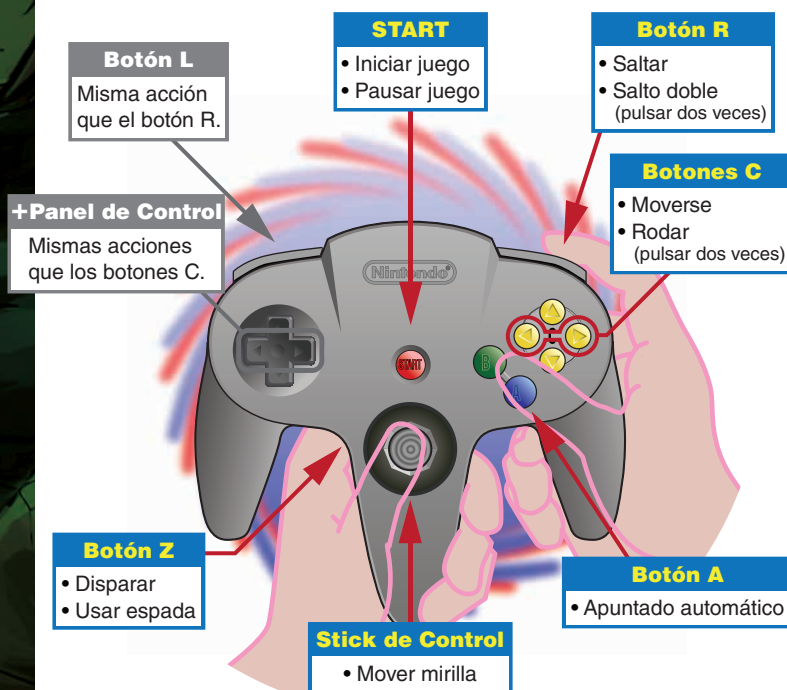 START
• Iniciar juego
• Pausar juego
Botón R
• Saltar
• Salto doble
(pulsar dos veces)
Botón L
Misma acción
que el botón R.
Botones C
• Moverse
• Rodar
(pulsar dos veces)
+Panel de Control
Mismas acciones
que los botones C.
Nintendo®
START
B
A
Botón Z
• Disparar
• Usar espada
Botón A
• Apuntado automático
Stick de Control
• Mover mirilla